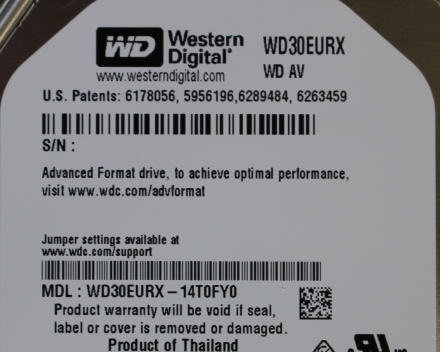 WD Western Digital® WD30EURX
www.westerndigital.com WD AV
U.S. Patents: 6178056, 5956196,6289484, 6263459
S/N :
Advanced Format drive, to achieve optimal performance,
visit www.wdc.com/advformat
Jumper settings available at
www.wdc.com/support
MDL : WD30EURX-14T0FY0
Product warranty will be void if seal,
label or cover is removed or damaged.
Product of Thailand